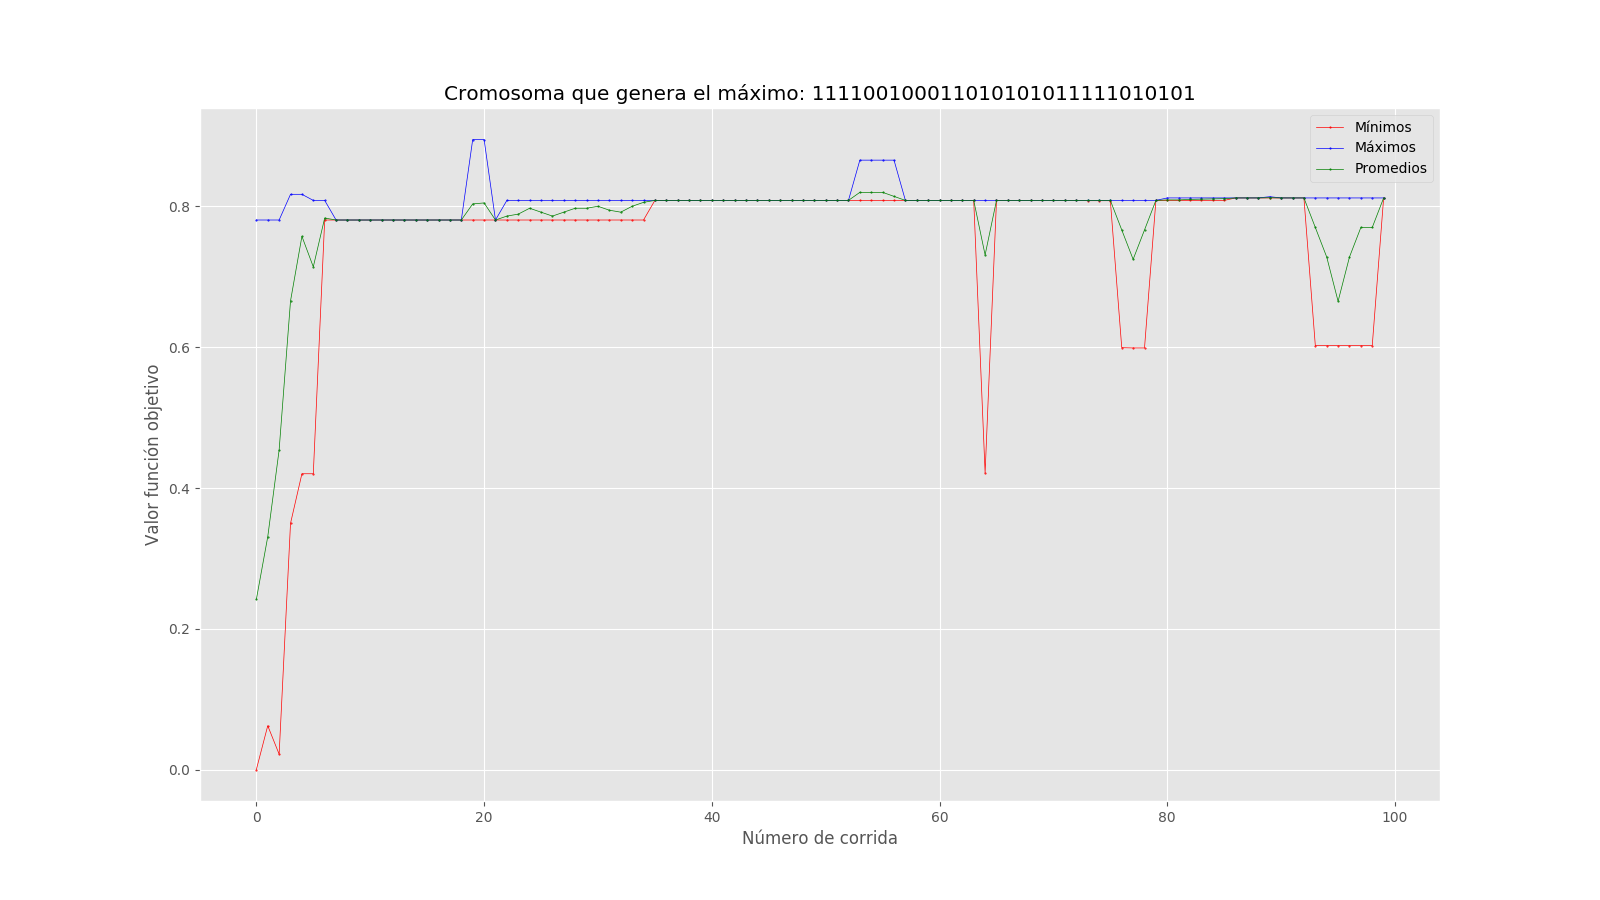 Cromosoma que genera el máximo: 111100100011010101011111010101
Mínimos
Máximos
Promedios
Valor función objetivo
0.8
0.6
0.4
0.2
0.0
0 20 40 60 80 100
Número de corrida